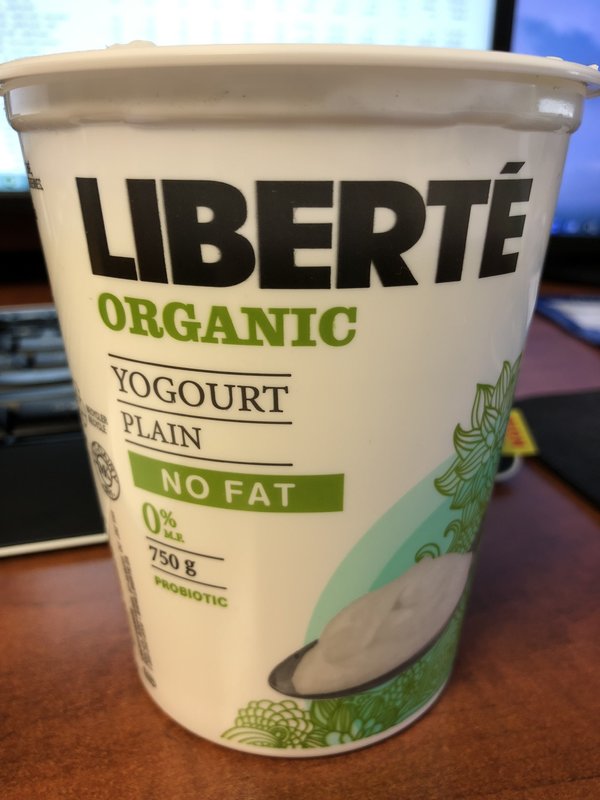 LIBERTÉ
ORGANIC
YOGOURT
PLAIN
NO FAT
0% M.F.
750 g
PROBIOTIC